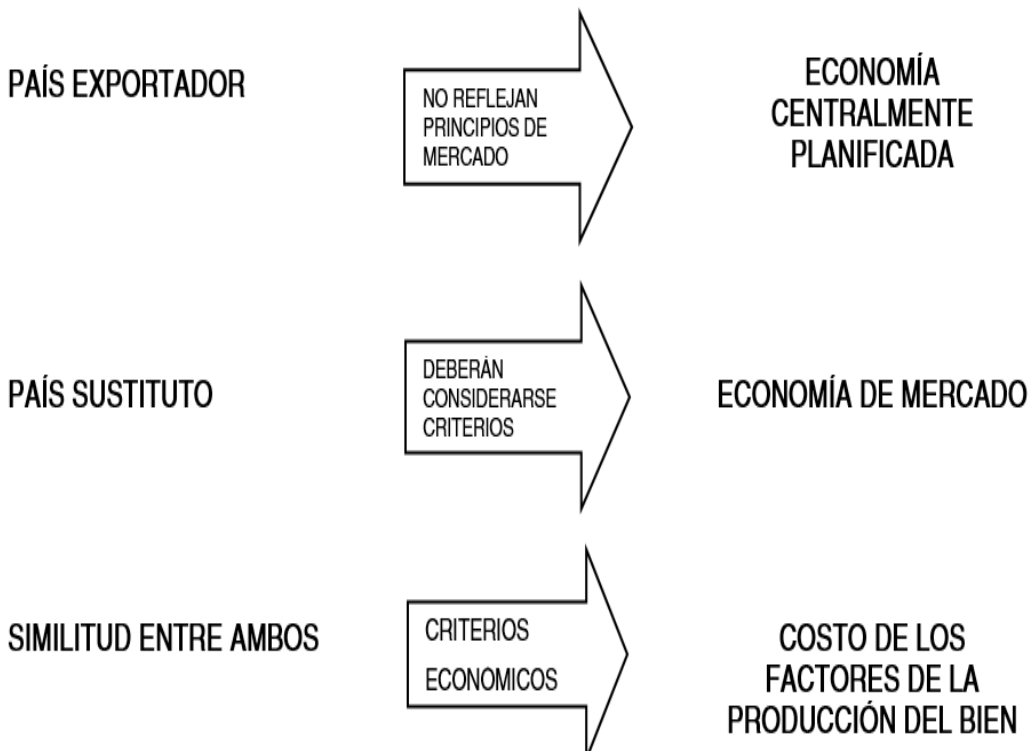 PAÍS EXPORTADOR
NO REFLEJAN
PRINCIPIOS DE
MERCADO
ECONOMÍA
CENTRALMENTE
PLANIFICADA
PAÍS SUSTITUTO
DEBERÁN
CONSIDERARSE
CRITERIOS
ECONOMÍA DE MERCADO
SIMILITUD ENTRE AMBOS
CRITERIOS
ECONÓMICOS
COSTO DE LOS
FACTORES DE LA
PRODUCCIÓN DEL BIEN